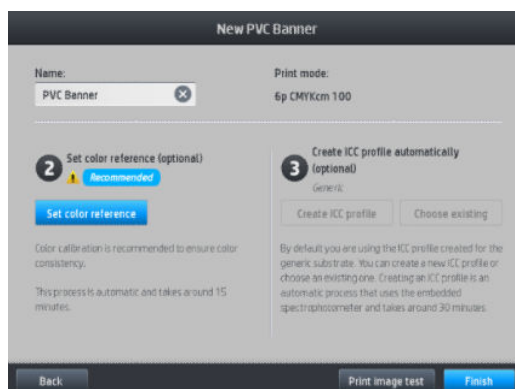 New PVC Banner
Name:
PVC Banner
Print mode:
6p CMYKcm 100
2
Set color reference (optional)
Recommended
Set color reference
Color calibration is recommended to ensure color
consistency.
This process is automatic and takes around 15
minutes.
3
Create ICC profile automatically
(optional)
Generic
Create ICC profile
Choose existing
By default you are using the ICC profile created for the
generic substrate. You can create a new ICC profile or
choose an existing one. Creating an ICC profile is an
automatic process that uses the embedded
spectrophotometer and takes around 30 minutes.
Back
Print image test
Finish